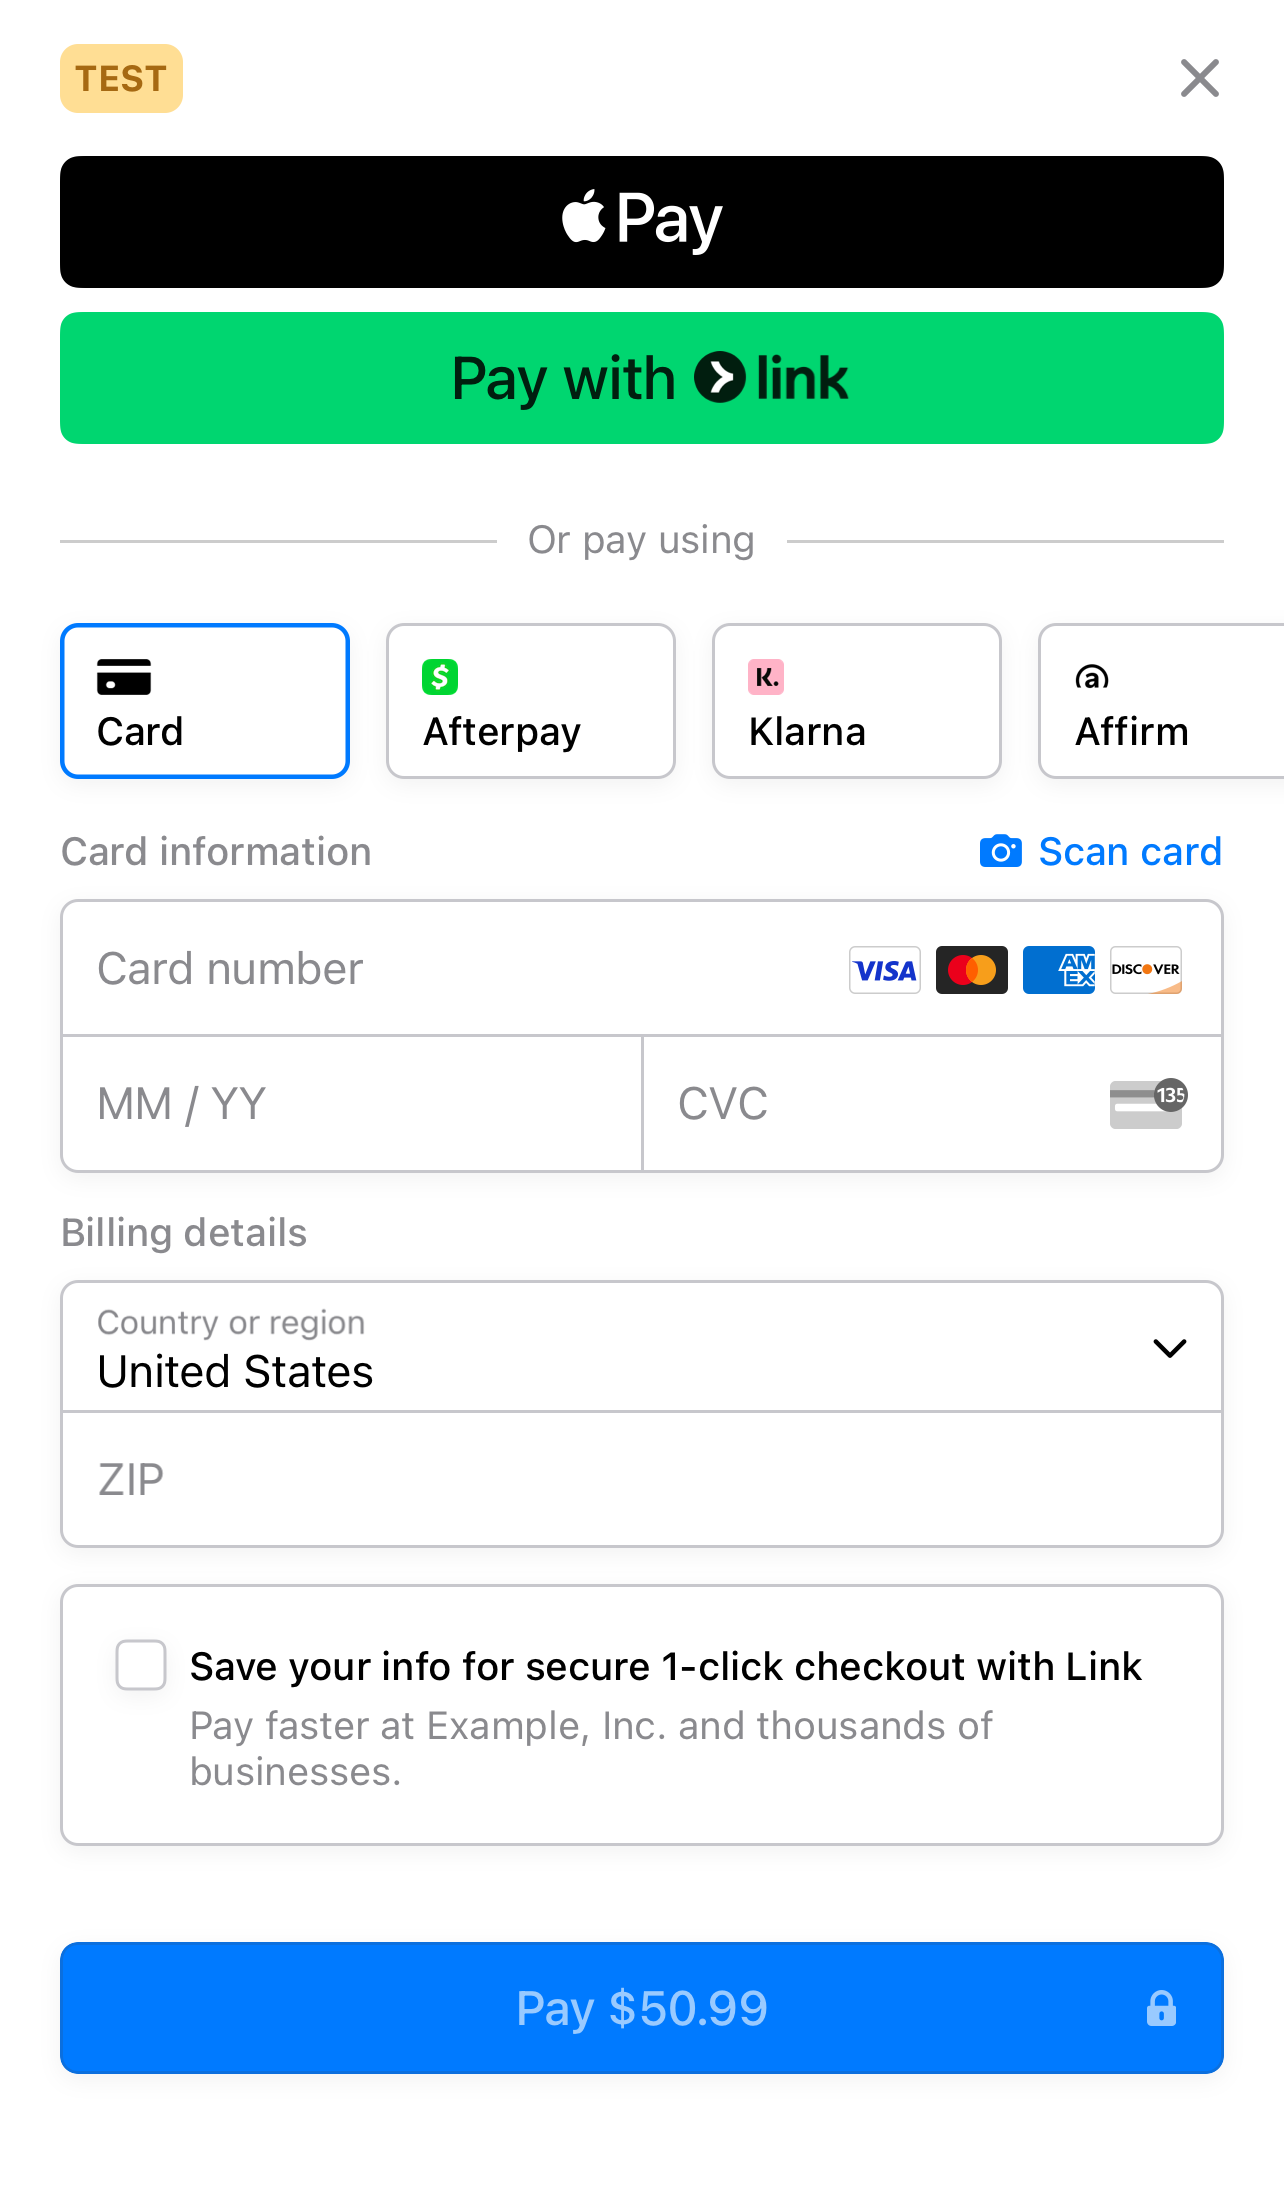 TEST
Pay
Pay with link
Or pay using
Card
Afterpay
K.
Klarna
a
Affirm
Card information
Scan card
Card number
VISA
AMEX
DISCOVER
MM / YY
CVC
135
Billing details
Country or region
United States
ZIP
Save your info for secure 1-click checkout with Link
Pay faster at Example, Inc. and thousands of
businesses.
Pay $50.99